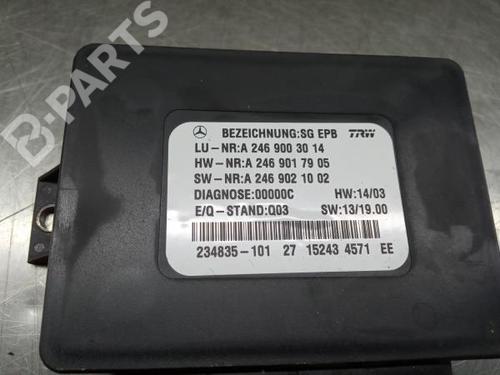 BEZEICHNUNG:SG EPB TRW
LU-NR:A 246 900 30 14
HW-NR:A 246 901 79 05
SW-NR:A 246 902 10 02
DIAGNOSE:00000C HW:14/03
E/Q-STAND:Q03 SW:13/19.00
234835-101 27 15243 4571 EE
B-PARTS